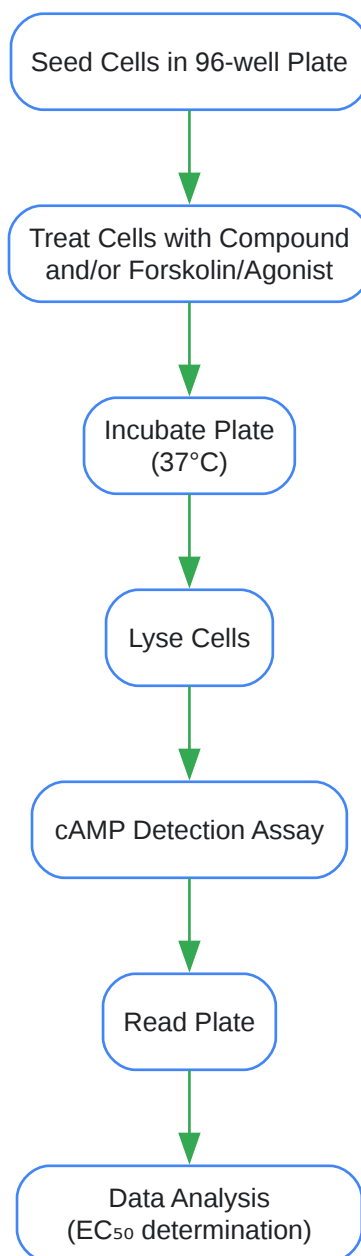 Seed Cells in 96-well Plate
Treat Cells with Compound
and/or Forskolin/Agonist
Incubate Plate
(37°C)
Lyse Cells
cAMP Detection Assay
Read Plate
Data Analysis
(EC₅₀ determination)